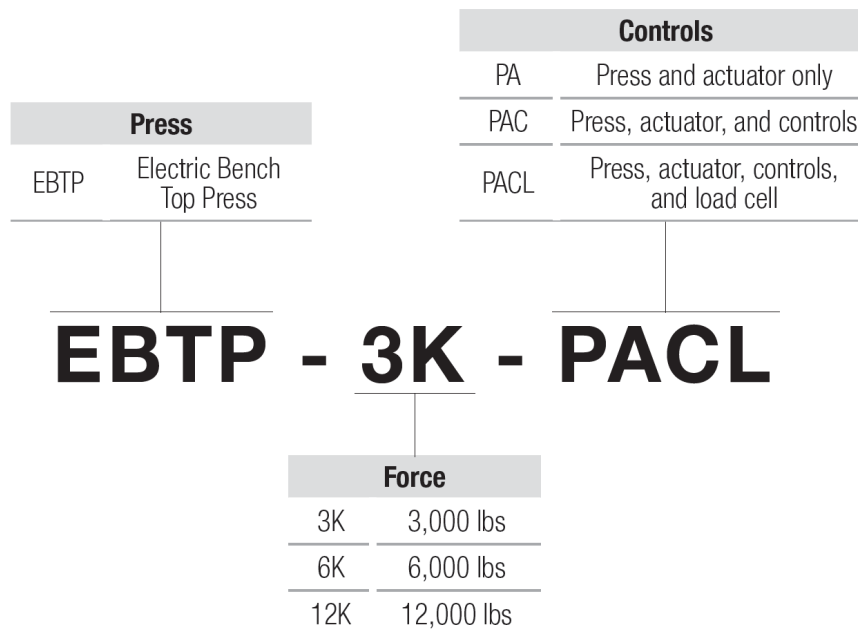 Controls
PA Press and actuator only
PAC Press, actuator, and controls
PACL Press, actuator, controls,
and load cell
Press
EBTP Electric Bench
Top Press
EBTP - 3K - PACL
Force
3K 3,000 lbs
6K 6,000 lbs
12K 12,000 lbs